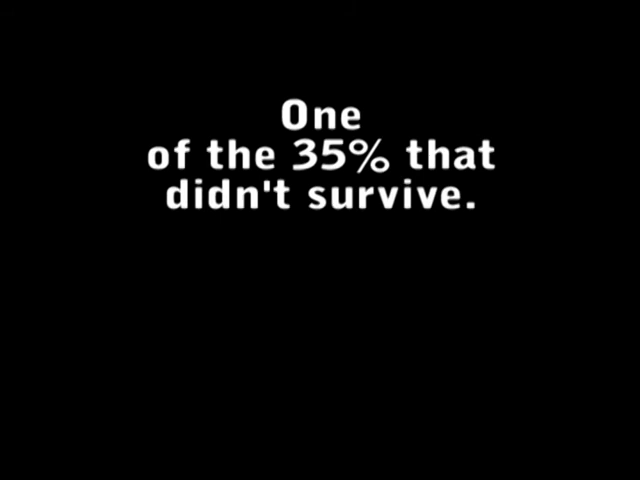 One
of the 35% that
didn't survive.